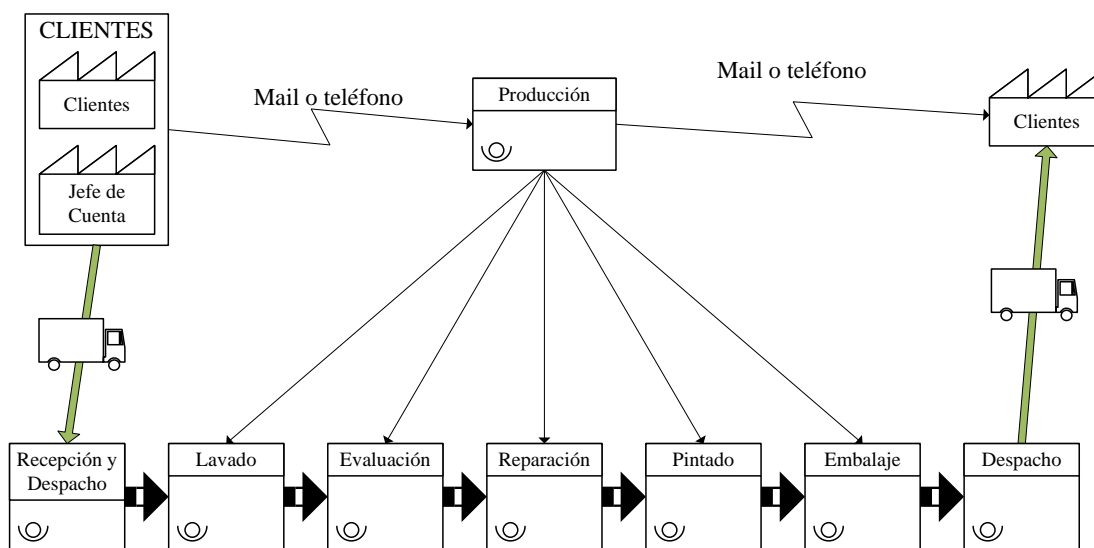 CLIENTES
Clientes
Jefe de
Cuenta
Mail o teléfono
Producción
Mail o teléfono
Clientes
Recepción y
Despacho
Lavado
Evaluación
Reparación
Pintado
Embalaje
Despacho